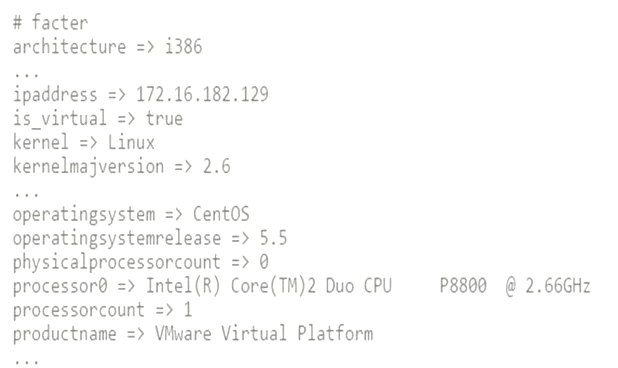 # facter
architecture => i386
...
ipaddress => 172.16.182.129
is_virtual => true
kernel => Linux
kernelmajversion => 2.6
...
operatingsystem => CentOS
operatingsystemrelease => 5.5
physicalprocessorcount => 0
processor0 => Intel(R) Core(TM)2 Duo CPU     P8800  @ 2.66GHz
processorcount => 1
productname => VMware Virtual Platform
...